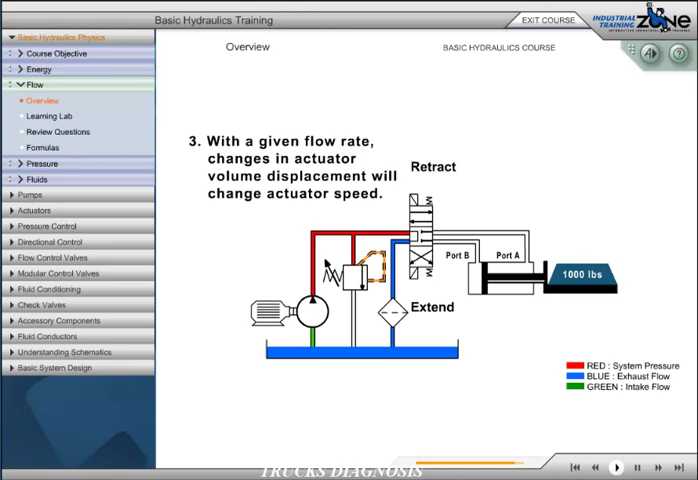 Basic Hydraulics Training
EXIT COURSE
INDUSTRIAL
TRAINING
ZONE
Basic Hydraulics Physics
Course Objective
Energy
Flow
Overview
Learning Lab
Review Questions
Formulas
Pressure
Fluids
Pumps
Actuators
Pressure Control
Directional Control
Flow Control Valves
Modular Control Valves
Fluid Conditioning
Check Valves
Accessory Components
Fluid Conductors
Understanding Schematics
Basic System Design
Overview
BASIC HYDRAULICS COURSE
A
?
3. With a given flow rate,
changes in actuator
volume displacement will
change actuator speed.
Retract
Port B
Port A
1000 lbs
Extend
RED : System Pressure
BLUE : Exhaust Flow
GREEN : Intake Flow
TRUCKS DIAGNOSIS